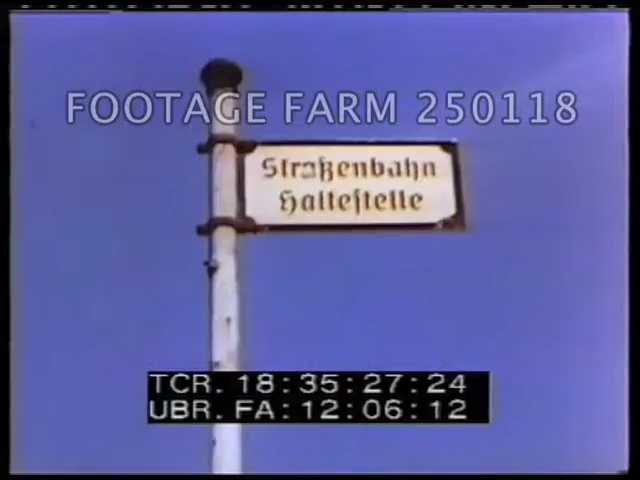 FOOTAGE FARM 250118
Straßenbahn
Haltestelle
TCR. 18:35:27:24
UBR. FA:12:06:12